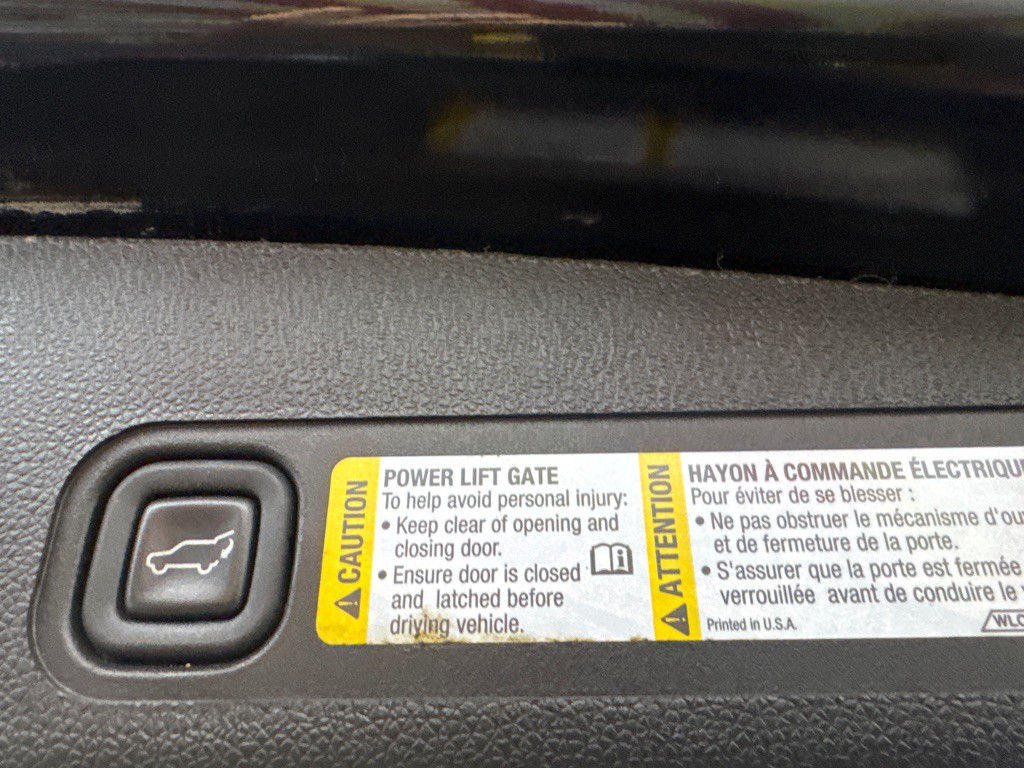 CAUTION
POWER LIFT GATE
To help avoid personal injury:
• Keep clear of opening and
closing door.
• Ensure door is closed
and latched before
driving vehicle.
ATTENTION
HAYON À COMMANDE ÉLECTRIQU
Pour éviter de se blesser :
• Ne pas obstruer le mécanisme d'ou
et de fermeture de la porte.
• S'assurer que la porte est fermée
verrouillée avant de conduire le
Printed in U.S.A.
WLC